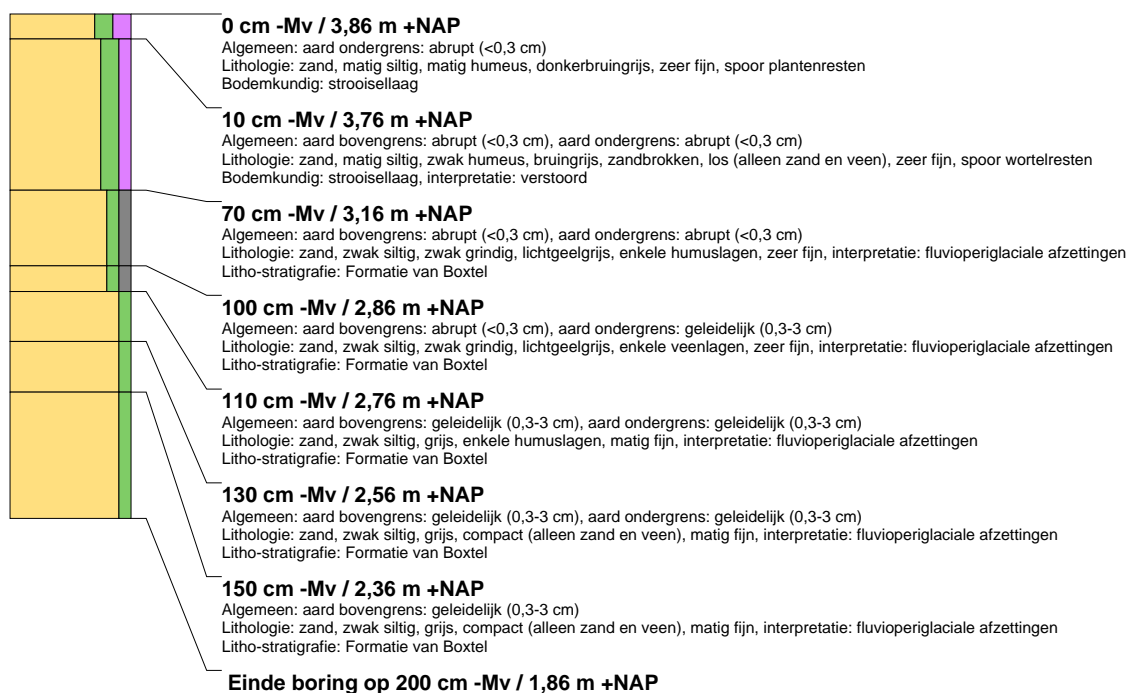 0 cm -Mv / 3,86 m +NAP
Algemeen: aard ondergrens: abrupt (<0,3 cm)
Lithologie: zand, matig siltig, matig humeus, donkerbruingrijs, zeer fijn, spoor plantenresten
Bodemkundig: strooisellaag
10 cm -Mv / 3,76 m +NAP
Algemeen: aard bovengrens: abrupt (<0,3 cm), aard ondergrens: abrupt (<0,3 cm)
Lithologie: zand, matig siltig, zwak humeus, bruingrijs, zandbrokken, los (alleen zand en veen), zeer fijn, spoor wortelresten
Bodemkundig: strooisellaag, interpretatie: verstoord
70 cm -Mv / 3,16 m +NAP
Algemeen: aard bovengrens: abrupt (<0,3 cm), aard ondergrens: abrupt (<0,3 cm)
Lithologie: zand, zwak siltig, zwak grindig, lichtgeelgrijs, enkele humuslagen, zeer fijn, interpretatie: fluvioperiglaciale afzettingen
Litho-stratigrafie: Formatie van Boxtel
100 cm -Mv / 2,86 m +NAP
Algemeen: aard bovengrens: abrupt (<0,3 cm), aard ondergrens: geleidelijk (0,3-3 cm)
Lithologie: zand, zwak siltig, zwak grindig, lichtgeelgrijs, enkele veenlagen, zeer fijn, interpretatie: fluvioperiglaciale afzettingen
Litho-stratigrafie: Formatie van Boxtel
110 cm -Mv / 2,76 m +NAP
Algemeen: aard bovengrens: geleidelijk (0,3-3 cm), aard ondergrens: geleidelijk (0,3-3 cm)
Lithologie: zand, zwak siltig, grijs, enkele humuslagen, matig fijn, interpretatie: fluvioperiglaciale afzettingen
Litho-stratigrafie: Formatie van Boxtel
130 cm -Mv / 2,56 m +NAP
Algemeen: aard bovengrens: geleidelijk (0,3-3 cm), aard ondergrens: geleidelijk (0,3-3 cm)
Lithologie: zand, zwak siltig, grijs, compact (alleen zand en veen), matig fijn, interpretatie: fluvioperiglaciale afzettingen
Litho-stratigrafie: Formatie van Boxtel
150 cm -Mv / 2,36 m +NAP
Algemeen: aard bovengrens: geleidelijk (0,3-3 cm)
Lithologie: zand, zwak siltig, grijs, compact (alleen zand en veen), matig fijn, interpretatie: fluvioperiglaciale afzettingen
Litho-stratigrafie: Formatie van Boxtel
Einde boring op 200 cm -Mv / 1,86 m +NAP